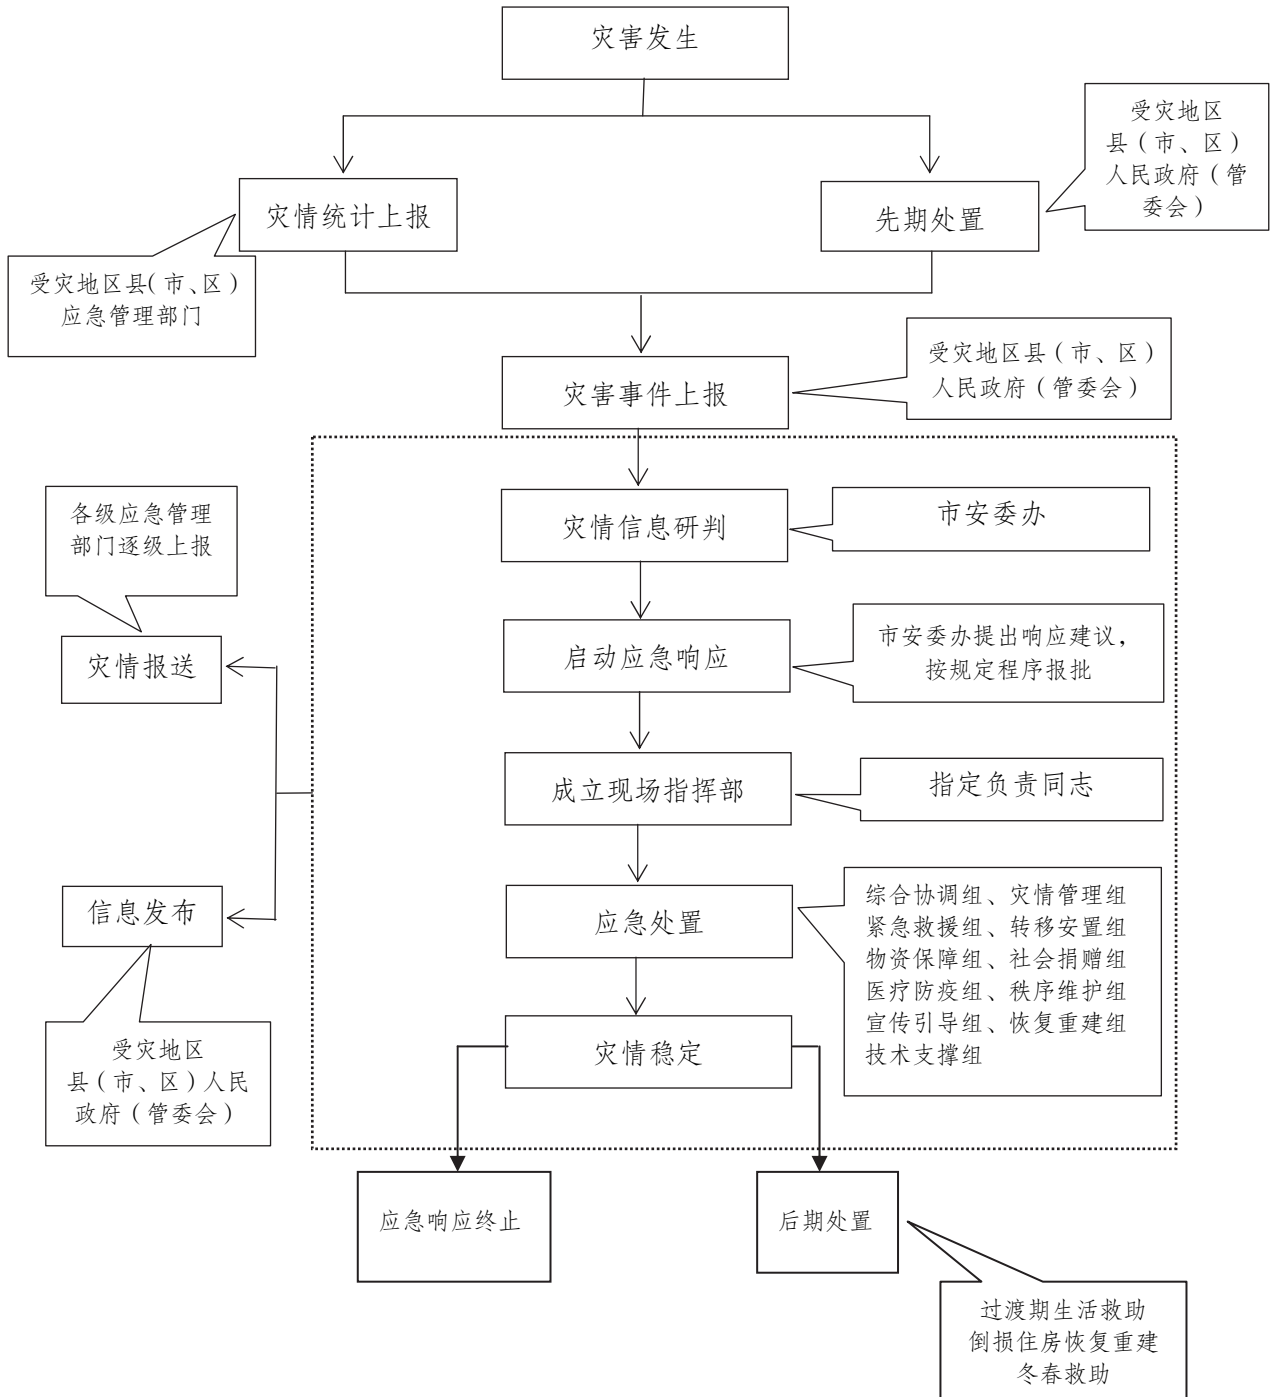 灾害发生
受灾地区
县（市、区）
人民政府（管
委会）
灾情统计上报
先期处置
受灾地区县（市、区）
应急管理部门
受灾地区县（市、区）
人民政府（管委会）
灾害事件上报
各级应急管理
部门逐级上报
灾情信息研判
市安委办
灾情报送
启动应急响应
市安委办提出响应建议，
按规定程序报批
成立现场指挥部
指定负责同志
信息发布
应急处置
综合协调组、灾情管理组
紧急救援组、转移安置组
物资保障组、社会捐赠组
医疗防疫组、秩序维护组
宣传引导组、恢复重建组
技术支撑组
受灾地区
县（市、区）人民
政府（管委会）
灾情稳定
应急响应终止
后期处置
过渡期生活救助
倒损住房恢复重建
冬春救助